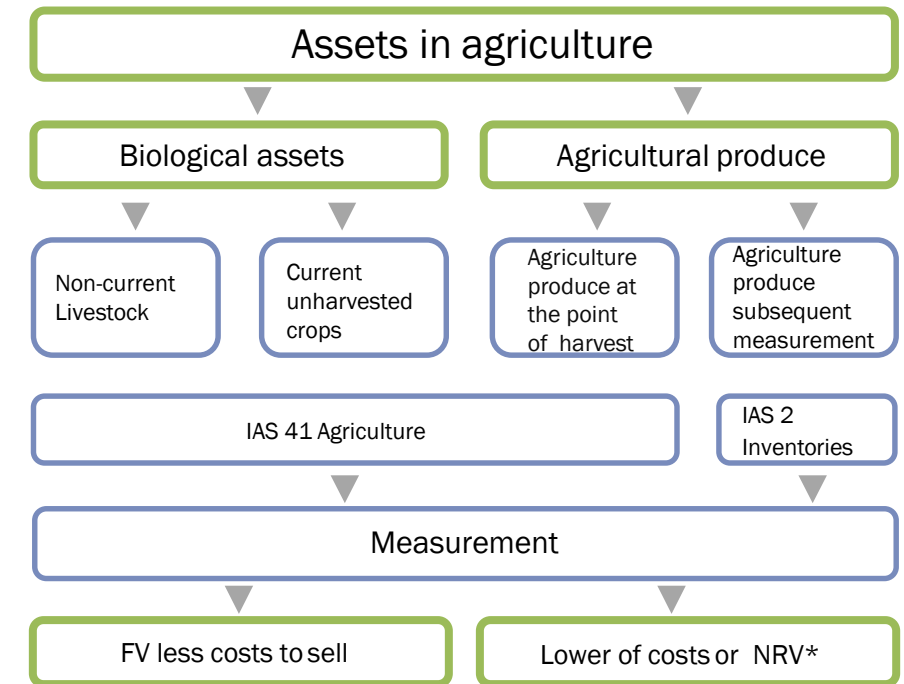 Assets in agriculture
Biological assets
Agricultural produce
Non-current
Livestock
Current
unharvested
crops
Agriculture
produce at
the point
of harvest
Agriculture
produce
subsequent
measurement
IAS 41 Agriculture
IAS 2
Inventories
Measurement
FV less costs to sell
Lower of costs or NRV*